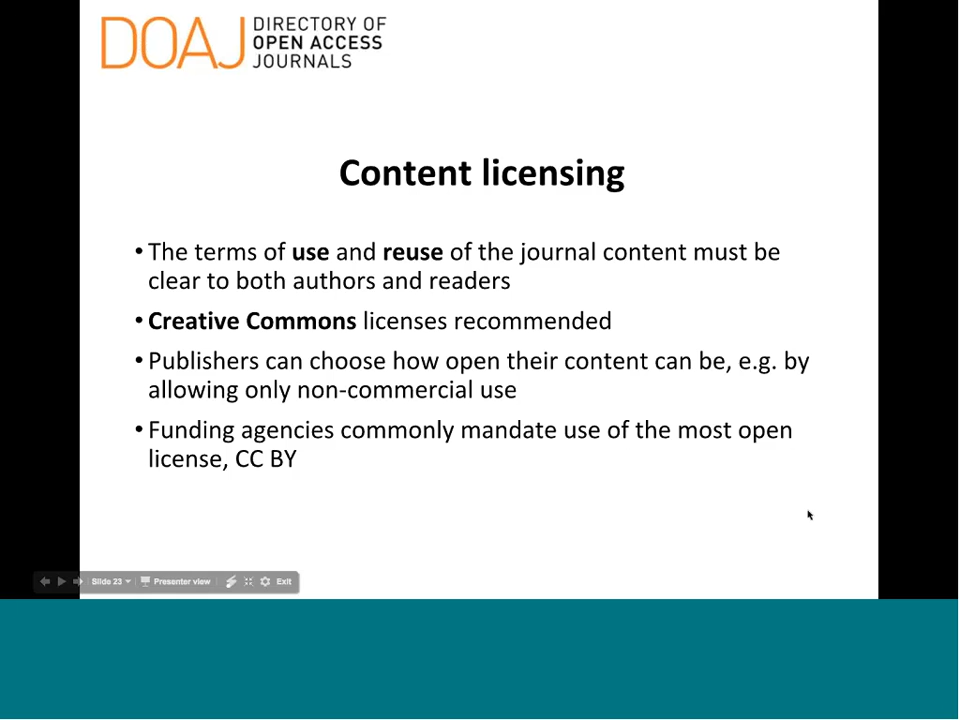 DOAJ
DIRECTORY OF
OPEN ACCESS
JOURNALS
Content licensing
• The terms of use and reuse of the journal content must be
clear to both authors and readers
• Creative Commons licenses recommended
• Publishers can choose how open their content can be, e.g. by
allowing only non-commercial use
• Funding agencies commonly mandate use of the most open
license, CC BY
Slide 23 Presenter view Exit